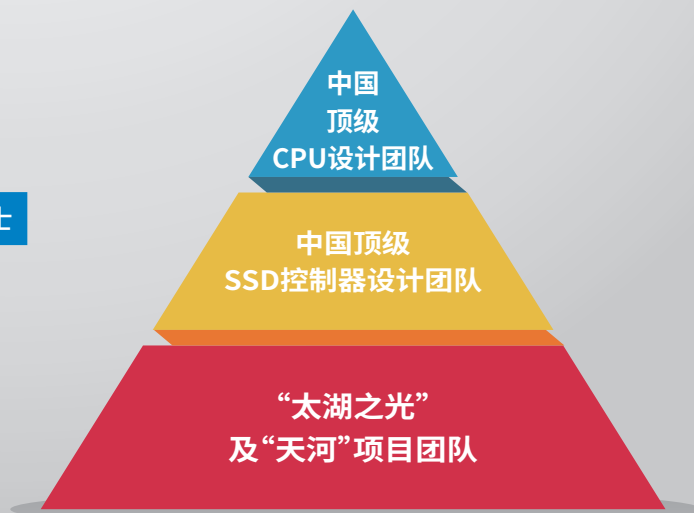 中国
顶级
CPU设计团队
士
中国顶级
SSD控制器设计团队
“太湖之光”
及“天河”项目团队